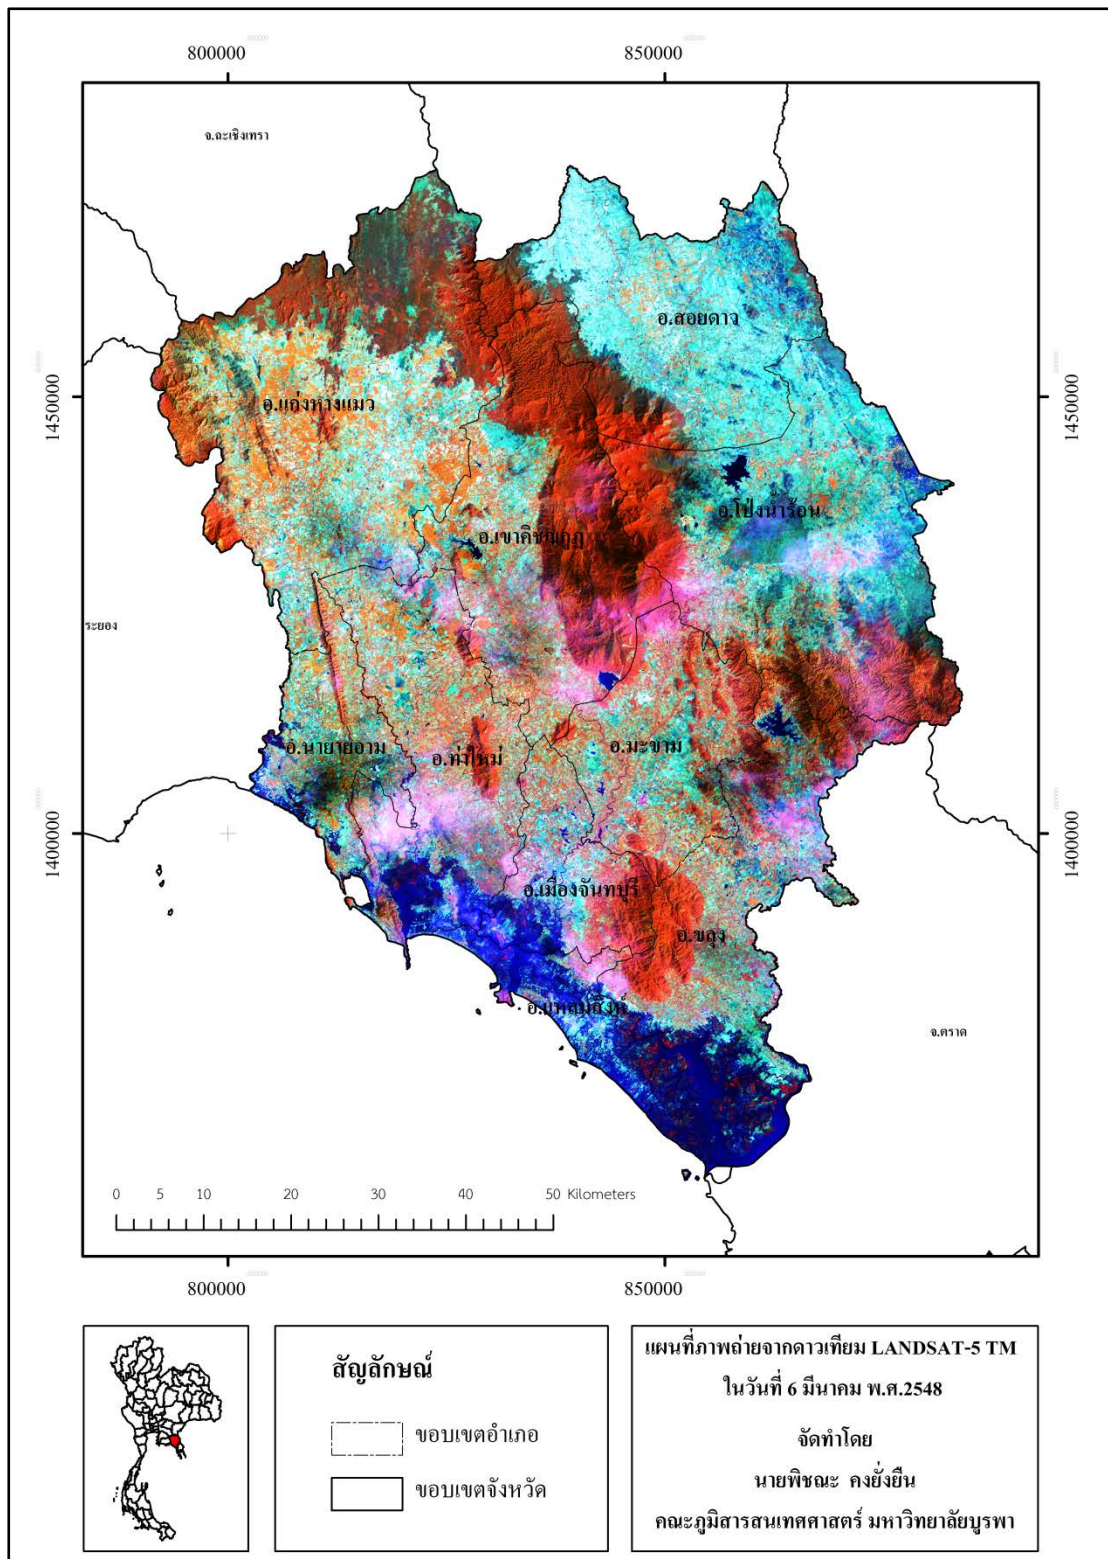 800000 850000
จ.ฉะเชิงเทรา
อ.สอยดาว
1450000
อ.แก่งหางแมว
1450000
อ.โป่งน้ำร้อน
อ.เขาคิชฌกูฏ
ระยอง
อ.นายายอาม
อ.ท่าใหม่
อ.มะขาม
1400000
1400000
อ.เมืองจันทบุรี
อ.ขลุง
อ.แหลมสิงห์
จ.ตราด
0 5 10 20 30 40 50 Kilometers
800000 850000
สัญลักษณ์
ขอบเขตอำเภอ
ขอบเขตจังหวัด
แผนที่ภาพถ่ายจากดาวเทียม LANDSAT-5 TM
ในวันที่ 6 มีนาคม พ.ศ.2548
จัดทำโดย
นายพิชณะ คงยั่งยืน
คณะภูมิสารสนเทศศาสตร์ มหาวิทยาลัยบูรพา